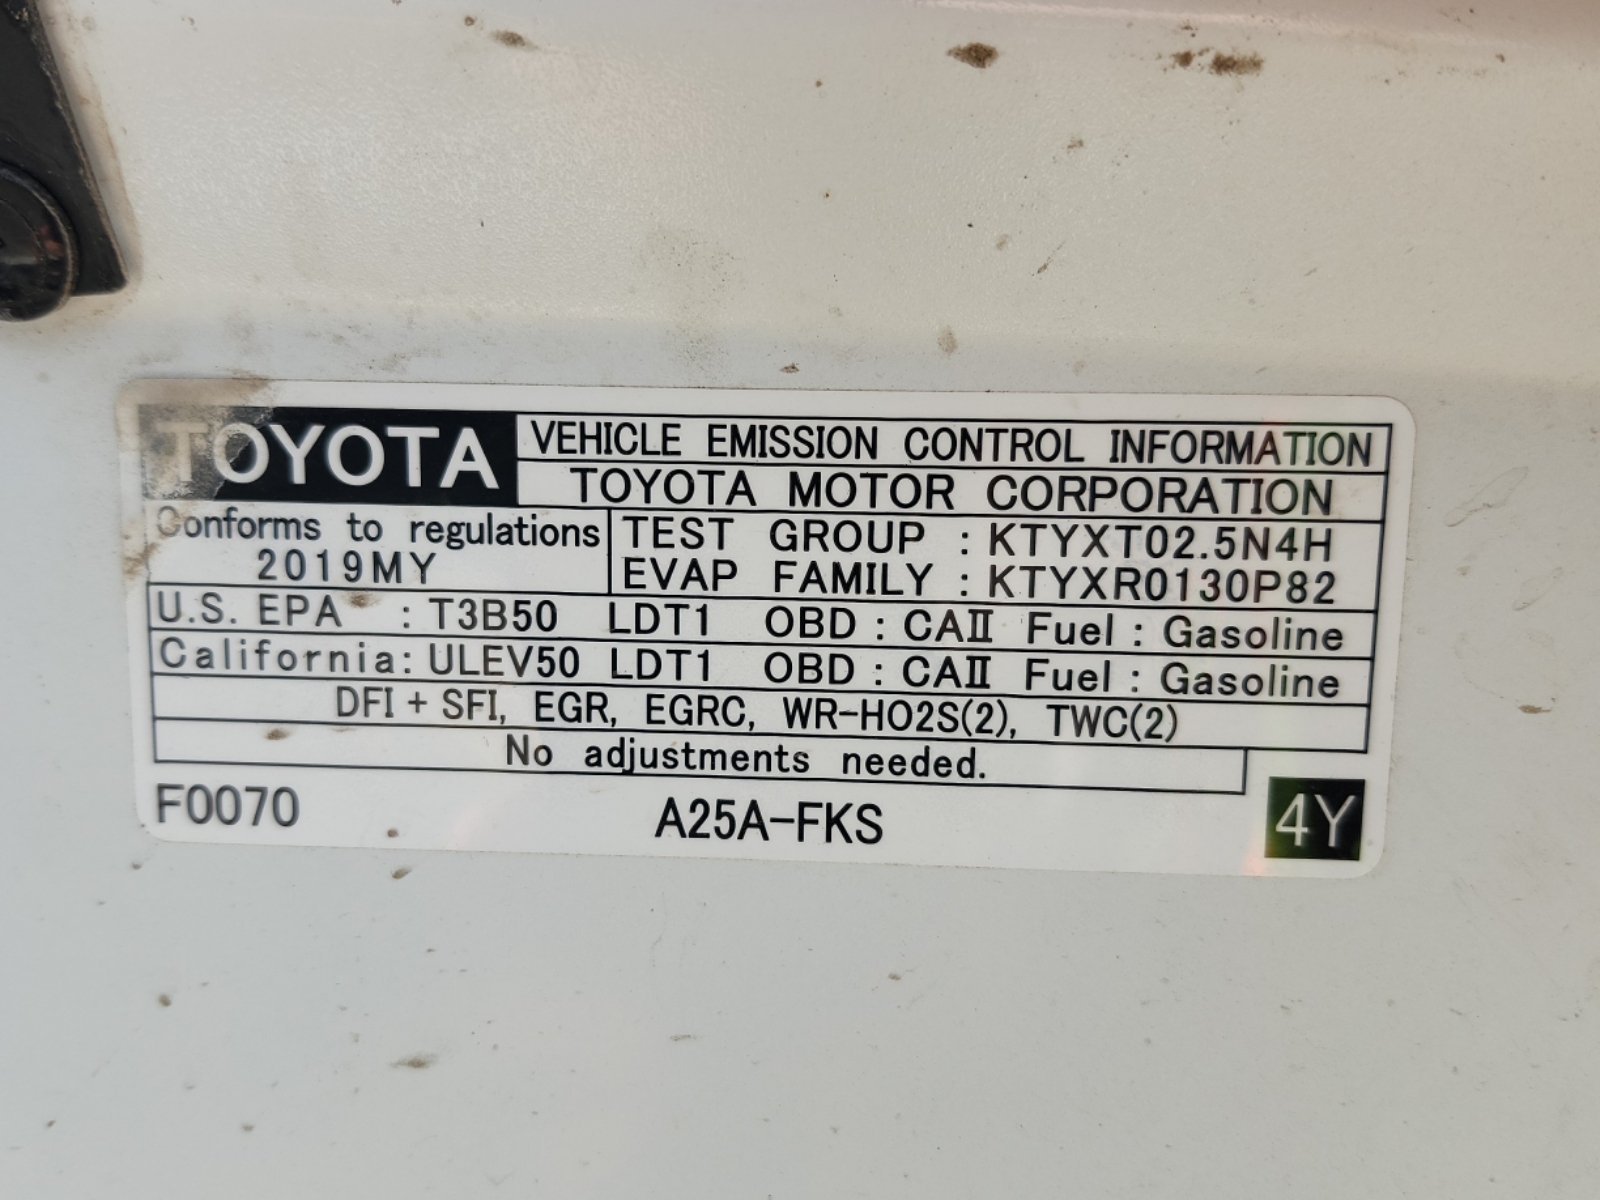 TOYOTA VEHICLE EMISSION CONTROL INFORMATION
TOYOTA MOTOR CORPORATION
Conforms to regulations TEST GROUP : KTYXT02.5N4H
2019MY EVAP FAMILY : KTYXR0130P82
U.S. EPA : T3B50 LDT1 OBD : CAⅡ Fuel : Gasoline
California: ULEV50 LDT1 OBD : CAⅡ Fuel : Gasoline
DFI + SFI, EGR, EGRC, WR-HO2S(2), TWC(2)
No adjustments needed.
F0070 A25A-FKS 4Y